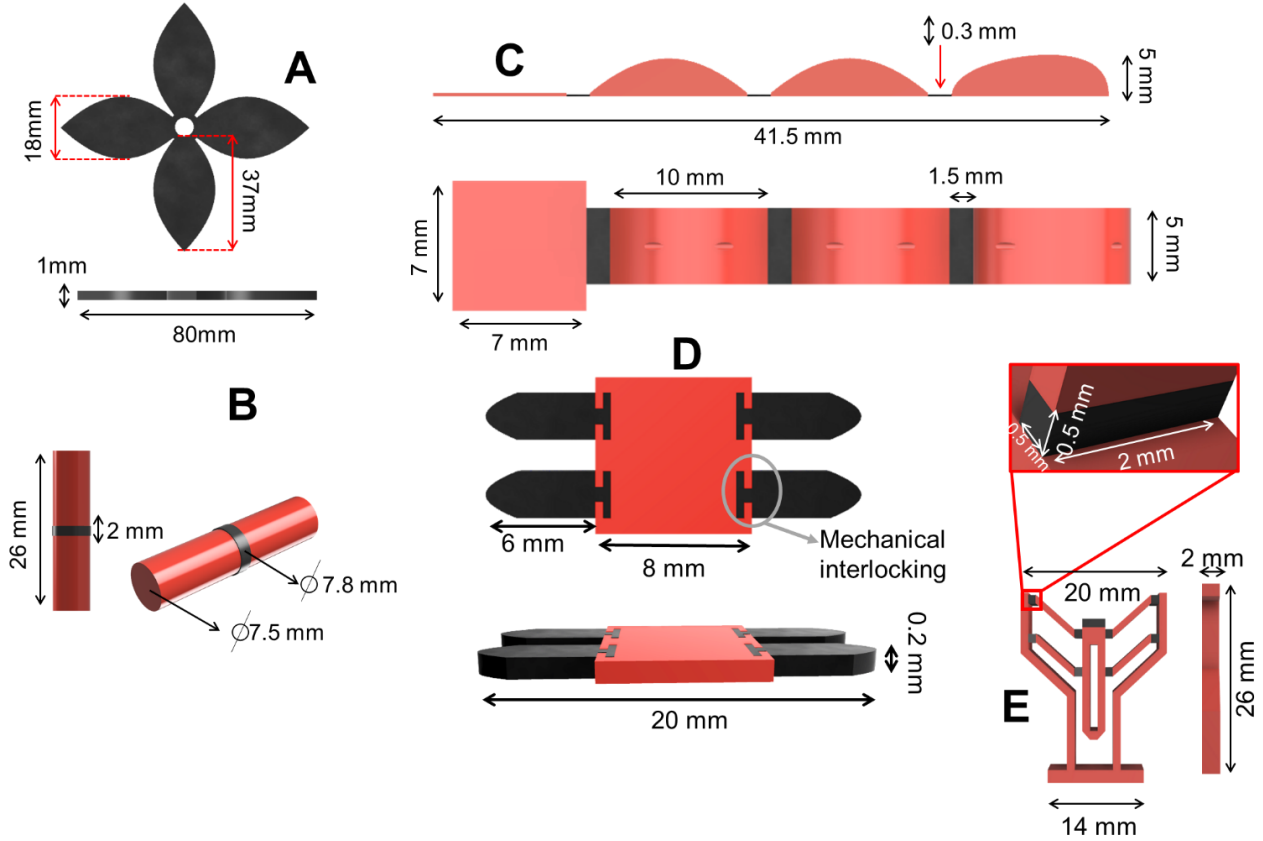 A
18mm
37mm
1mm
80mm
B
26 mm
2 mm
∅ 7.8 mm
∅7.5 mm
C
0.3 mm
5 mm
41.5 mm
10 mm
1.5 mm
7 mm
5 mm
7 mm
D
6 mm
8 mm
Mechanical
interlocking
0.2 mm
20 mm
0.5 mm
0.5 mm
2 mm
2 mm
20 mm
26 mm
E
14 mm